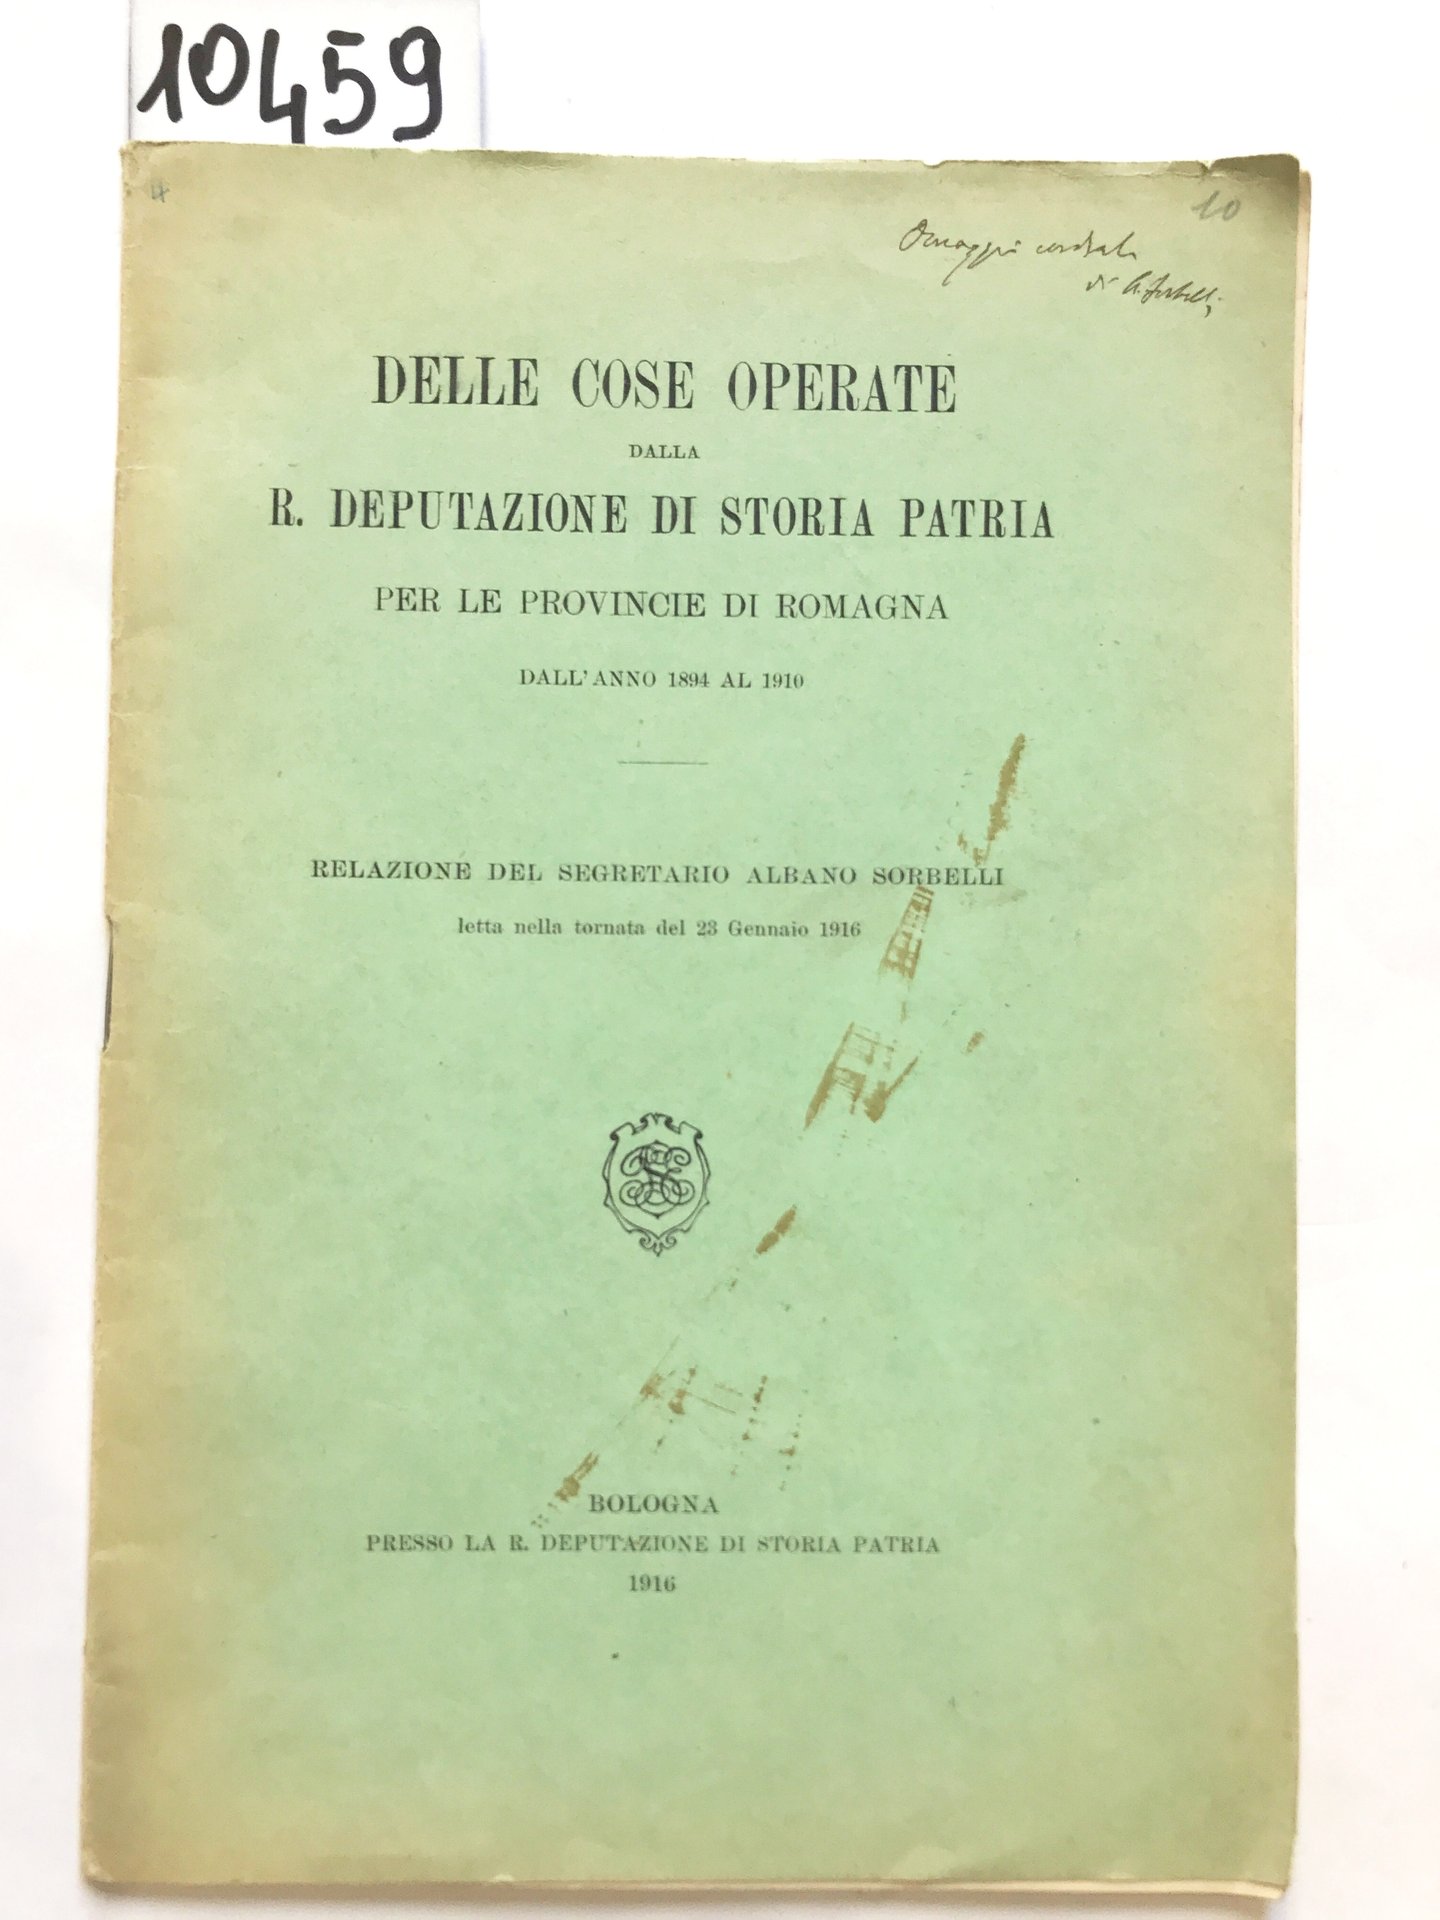 10459
10
Omaggio cordiale
di A. Sorbelli
DELLE COSE OPERATE
DALLA
R. DEPUTAZIONE DI STORIA PATRIA
PER LE PROVINCIE DI ROMAGNA
DALL'ANNO 1894 AL 1910
RELAZIONE DEL SEGRETARIO ALBANO SORBELLI
letta nella tornata del 23 Gennaio 1916
BOLOGNA
PRESSO LA R. DEPUTAZIONE DI STORIA PATRIA
1916